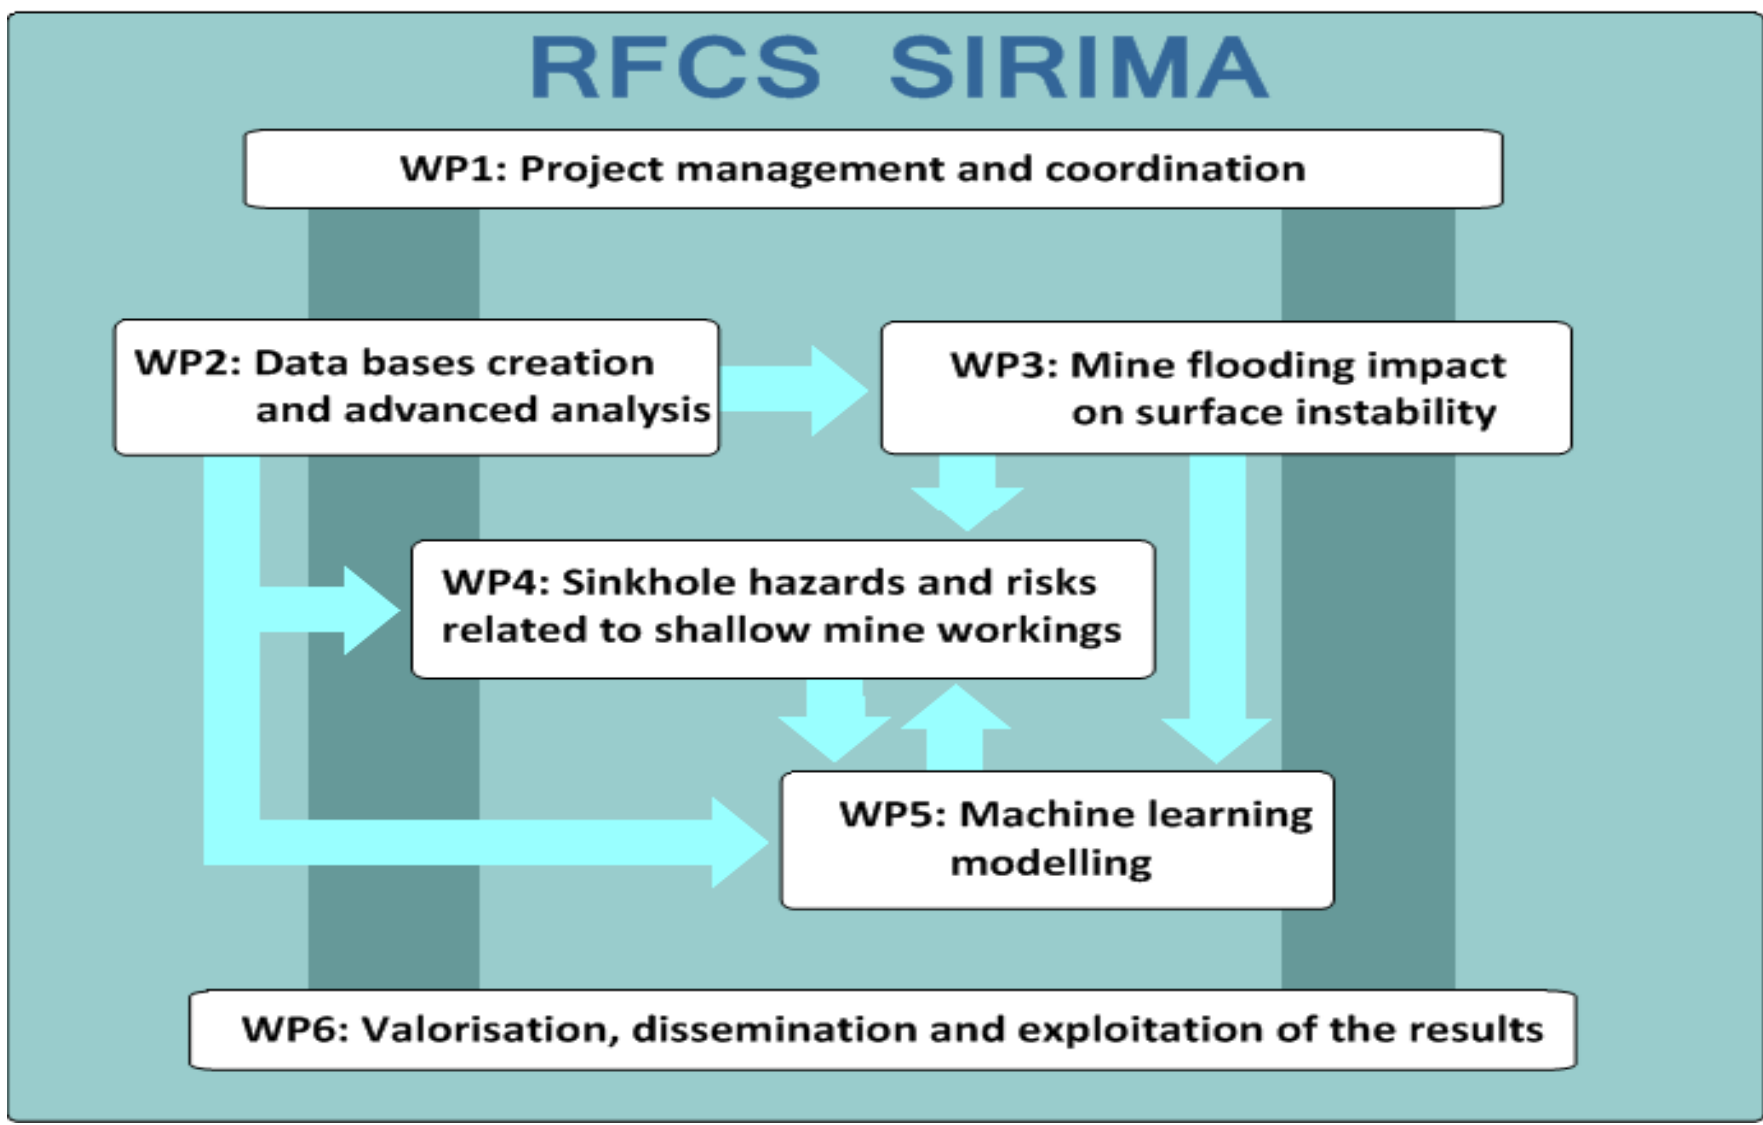 RFCS SIRIMA
WP1: Project management and coordination
WP2: Data bases creation
and advanced analysis
WP3: Mine flooding impact
on surface instability
WP4: Sinkhole hazards and risks
related to shallow mine workings
WP5: Machine learning
modelling
WP6: Valorisation, dissemination and exploitation of the results